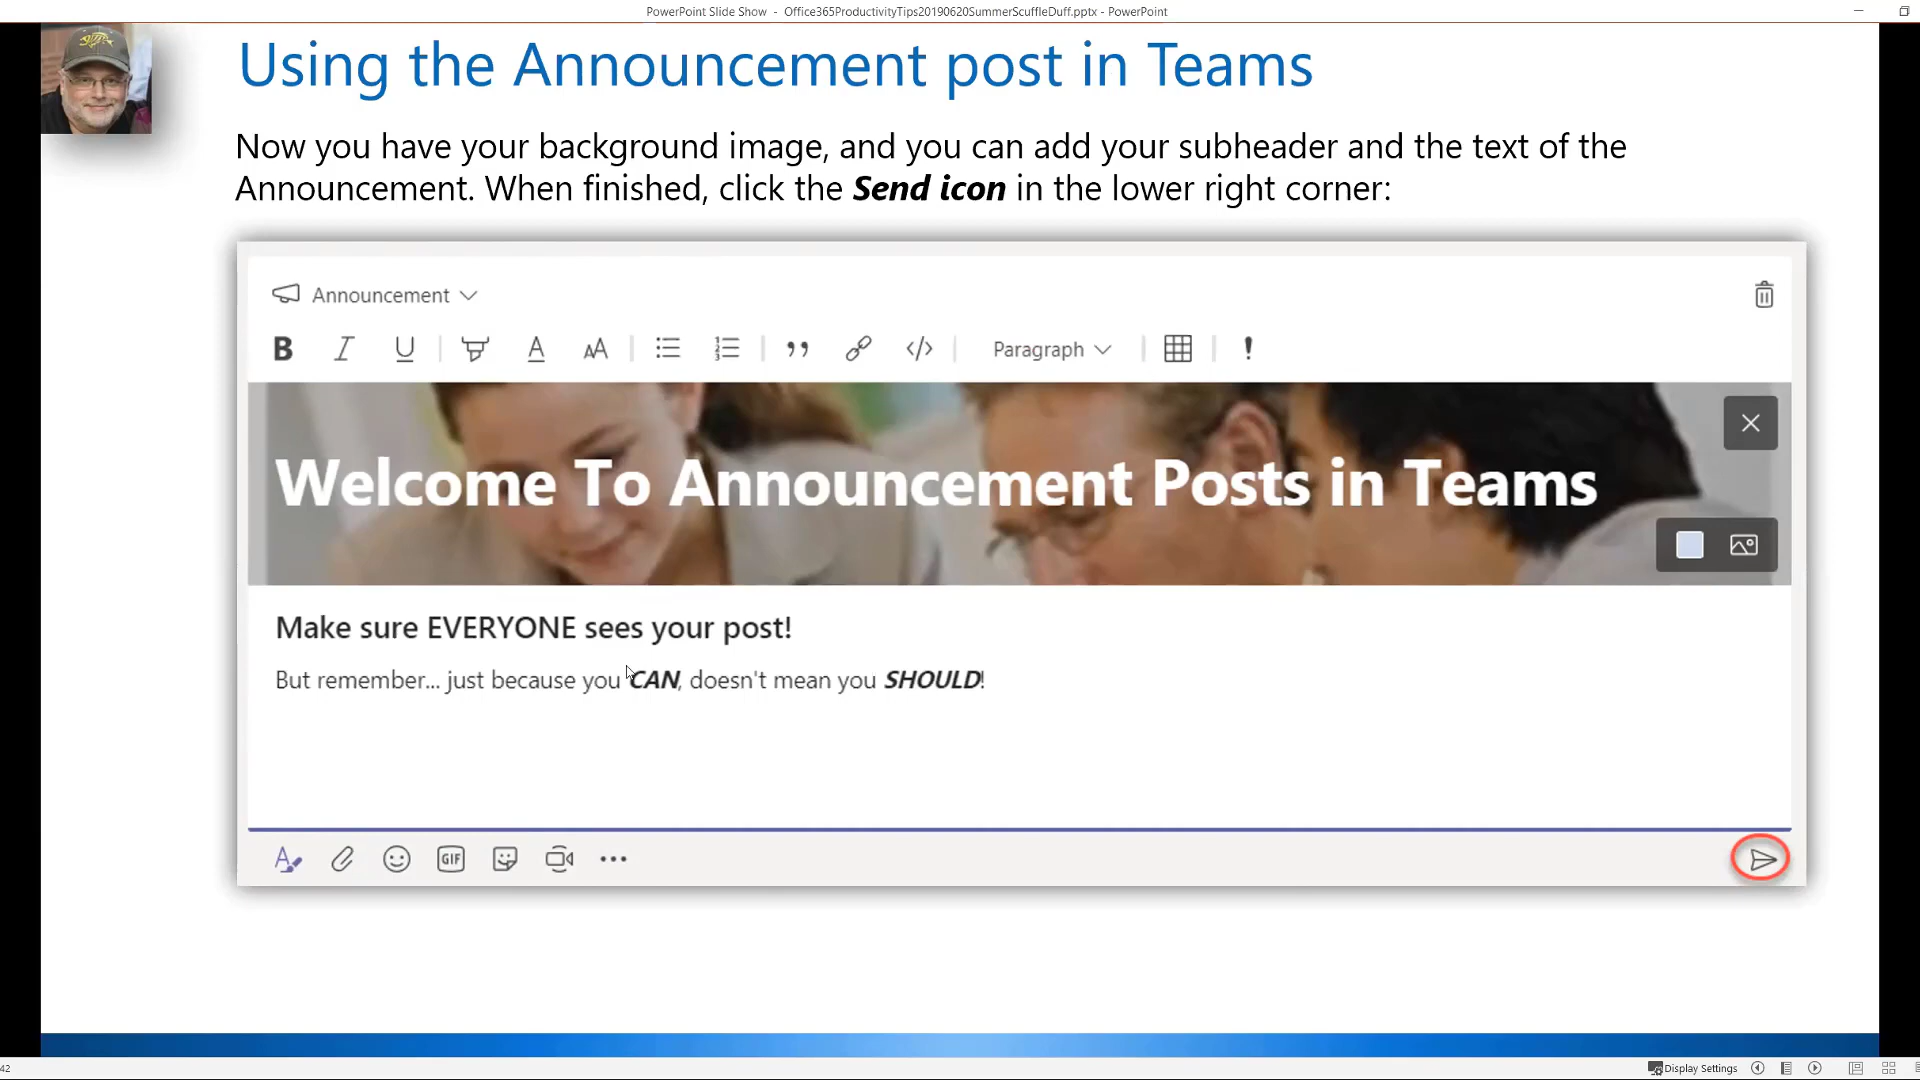 PowerPoint Slide Show - Office365ProductivityTips20190620SummerScuffleDuff.pptx - PowerPoint
Using the Announcement post in Teams
Now you have your background image, and you can add your subheader and the text of the
Announcement. When finished, click the Send icon in the lower right corner:
Announcement
B I U A AA Paragraph !
Welcome To Announcement Posts in Teams
Make sure EVERYONE sees your post!
But remember... just because you CAN, doesn't mean you SHOULD!
GIF
42
Display Settings